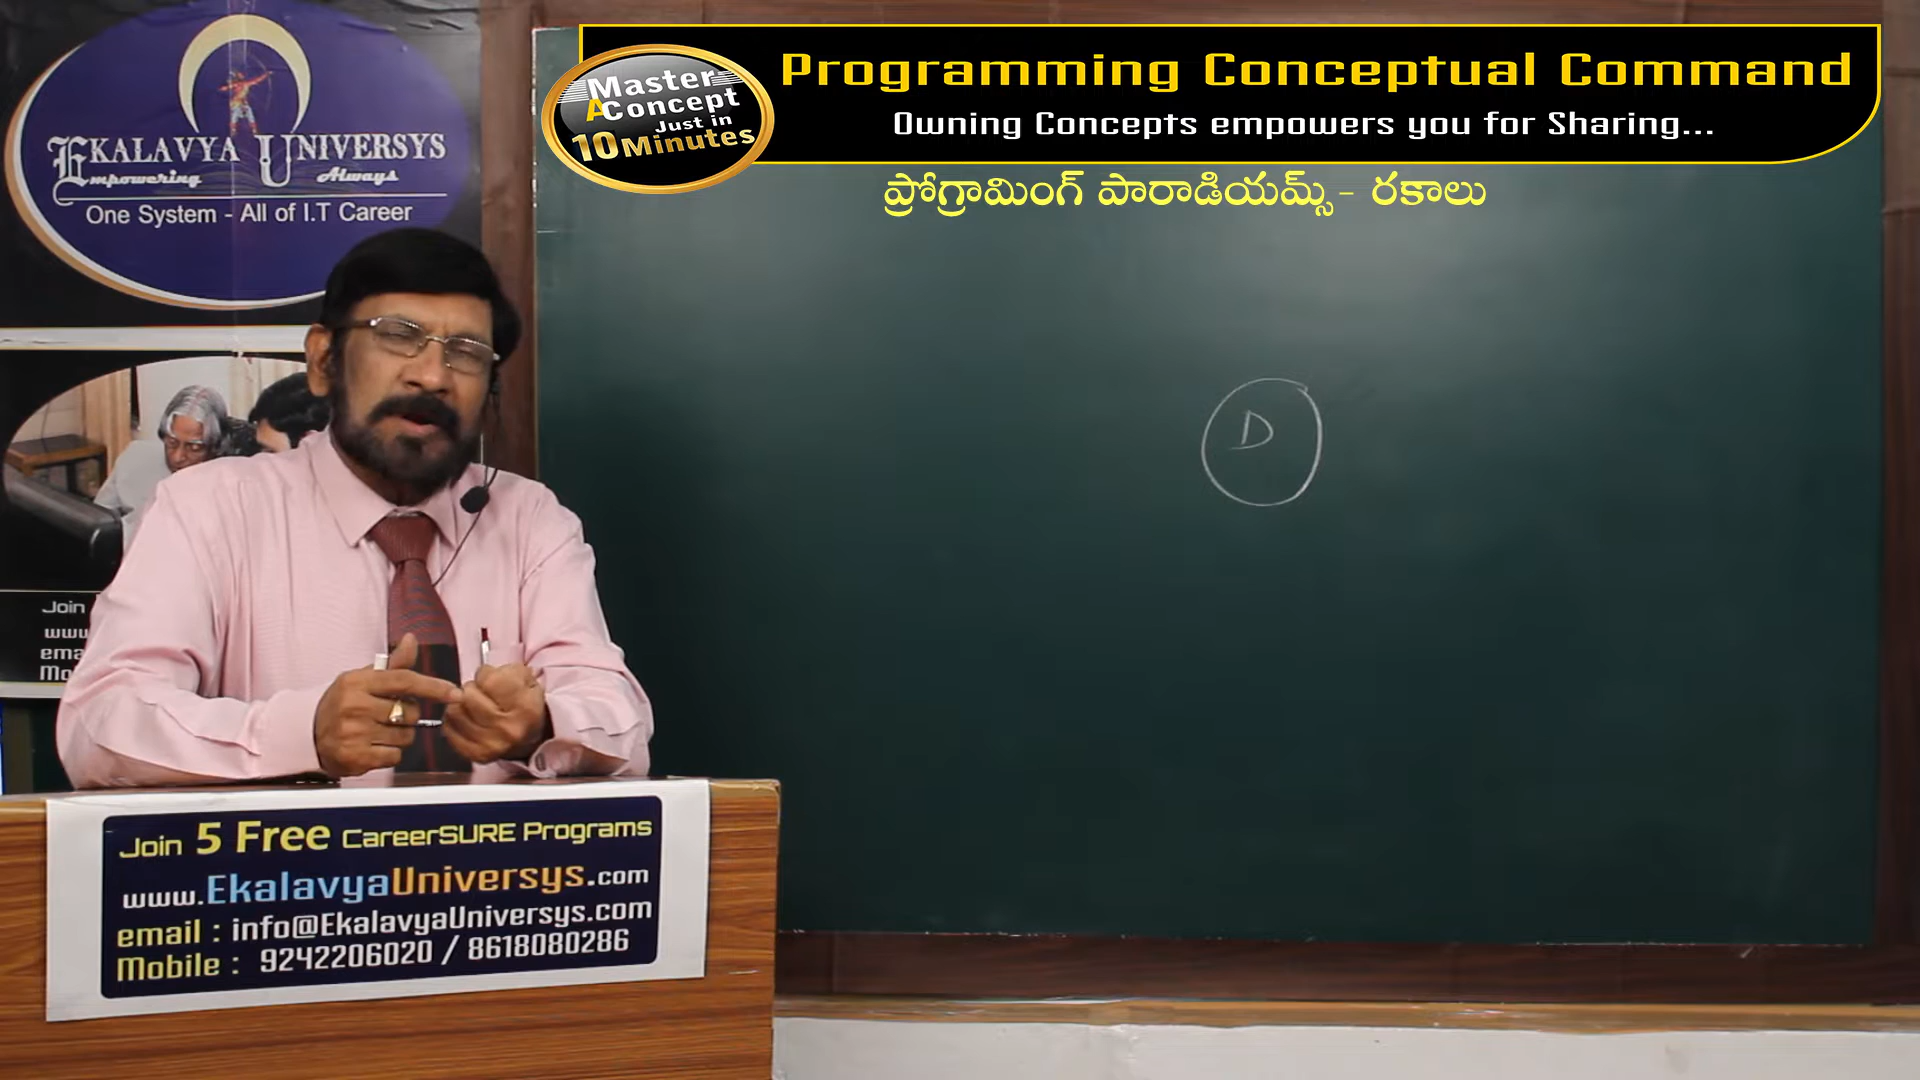 EKALAVYA UNIVERSYS
Empowering Always
One System - All of I.T Career
Master
A Concept
Just in
10 Minutes
Programming Conceptual Command
Owning Concepts empowers you for Sharing...
ప్రోగ్రామింగ్ పారాడియమ్స్ - రకాలు
D
Join
www
ema
Mo
Join 5 Free CareerSURE Programs
www.EkalavyaUniversys.com
email : info@EkalavyaUniversys.com
Mobile : 9242206020 / 8618080286